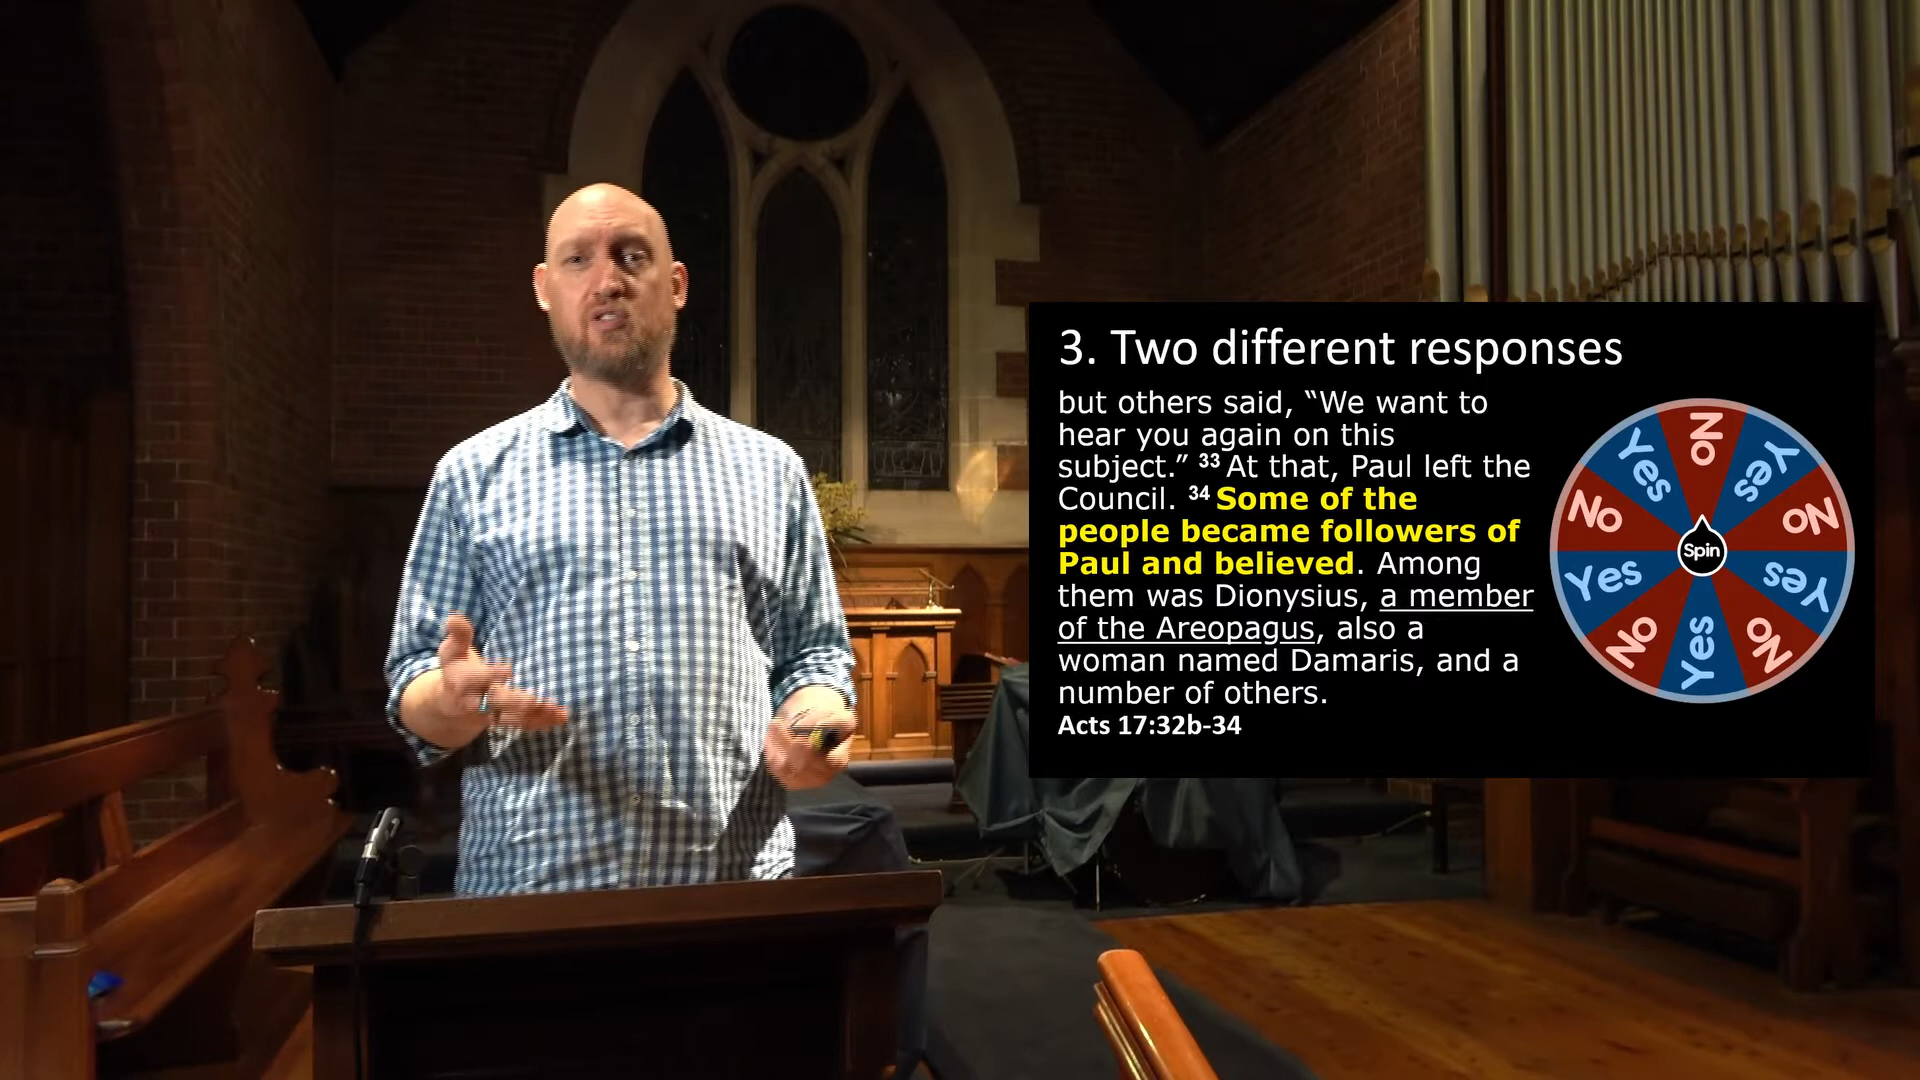 3. Two different responses
but others said, “We want to
hear you again on this
subject.” 33 At that, Paul left the
Council. 34 Some of the
people became followers of
Paul and believed. Among
them was Dionysius, a member
of the Areopagus, also a
woman named Damaris, and a
number of others.
Acts 17:32b-34
No
Yes
No
Yes
No
Yes
No
Yes
No
Yes
Spin